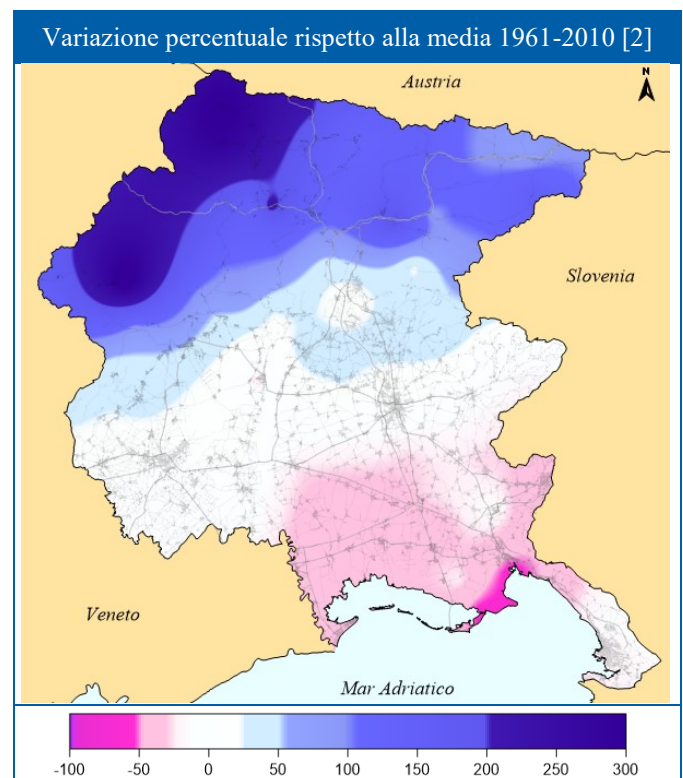 Variazione percentuale rispetto alla media 1961-2010 [2]
Austria
N
Slovenia
Veneto
Mar Adriatico
-100 -50 0 50 100 150 200 250 300